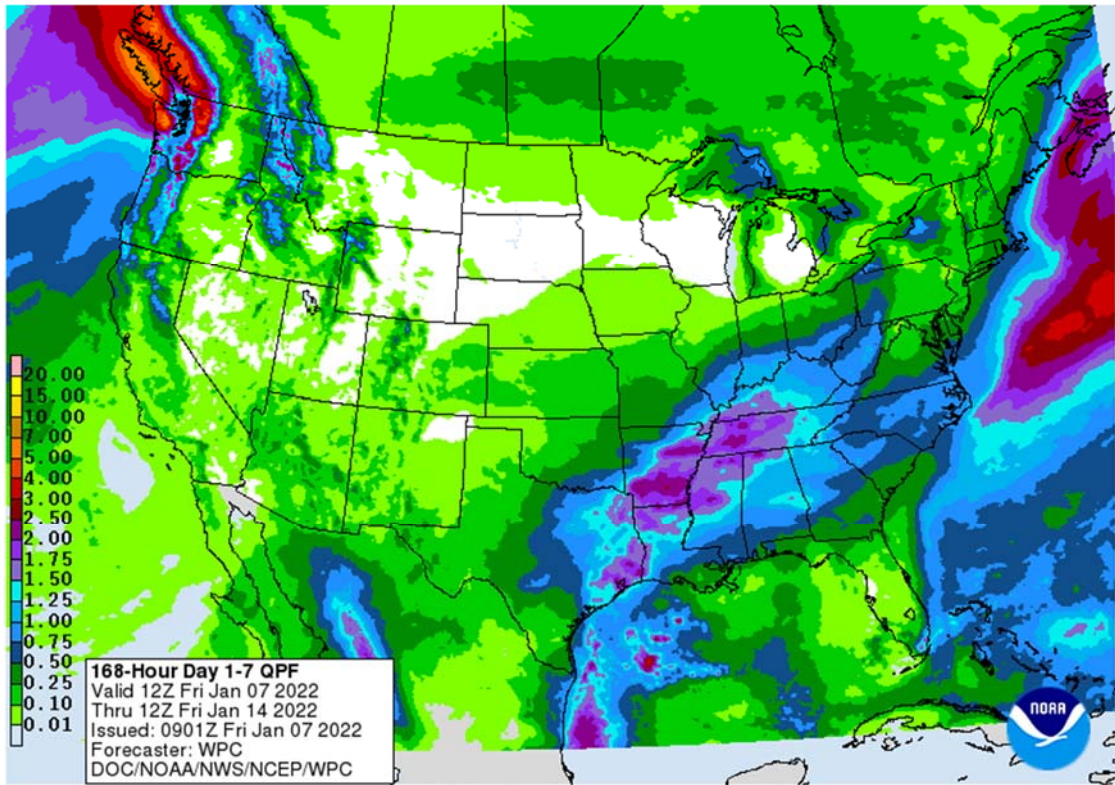 20.00
15.00
10.00
7.00
5.00
4.00
3.00
2.50
2.00
1.75
1.50
1.25
1.00
0.75
0.50
0.25
0.10
0.01
168-Hour Day 1-7 QPF
Valid 12Z Fri Jan 07 2022
Thru 12Z Fri Jan 14 2022
Issued: 0901Z Fri Jan 07 2022
Forecaster: WPC
DOC/NOAA/NWS/NCEP/WPC
NOAA